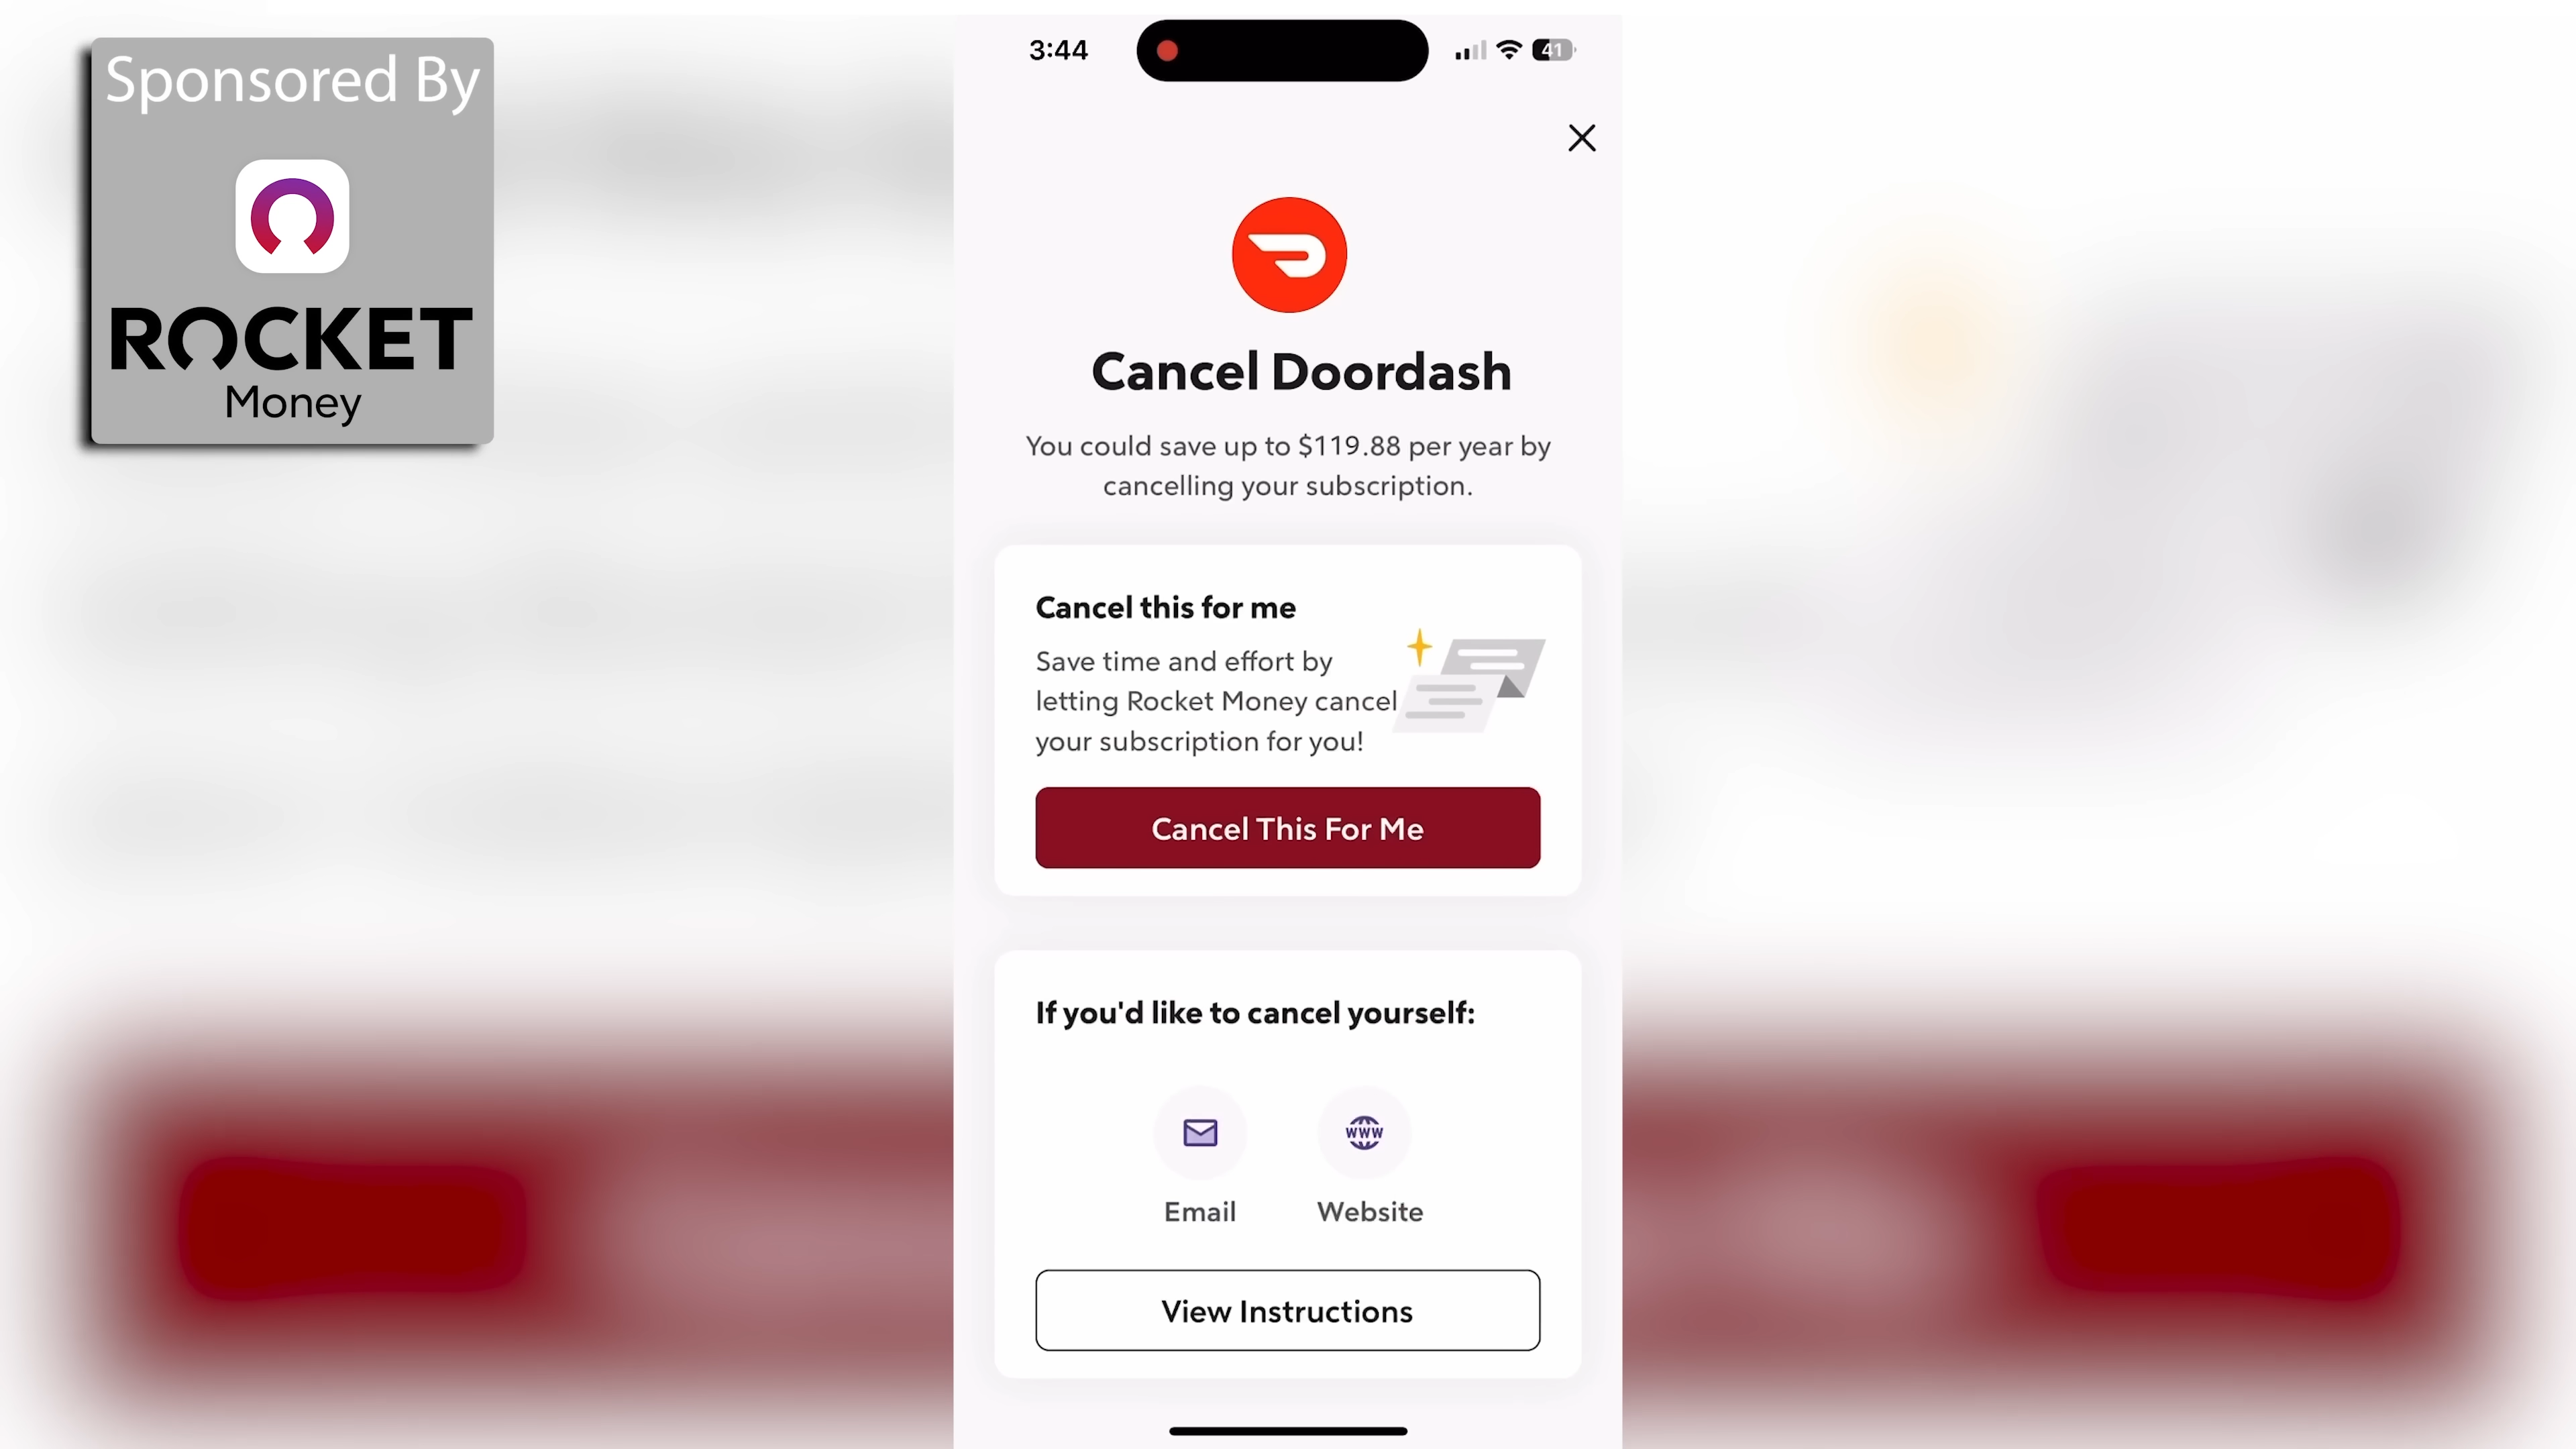 Sponsored By
ROCKET
Money
3:44
41
Cancel Doordash
You could save up to $119.88 per year by
cancelling your subscription.
Cancel this for me
Save time and effort by
letting Rocket Money cancel
your subscription for you!
Cancel This For Me
If you'd like to cancel yourself:
WWW
Email
Website
View Instructions